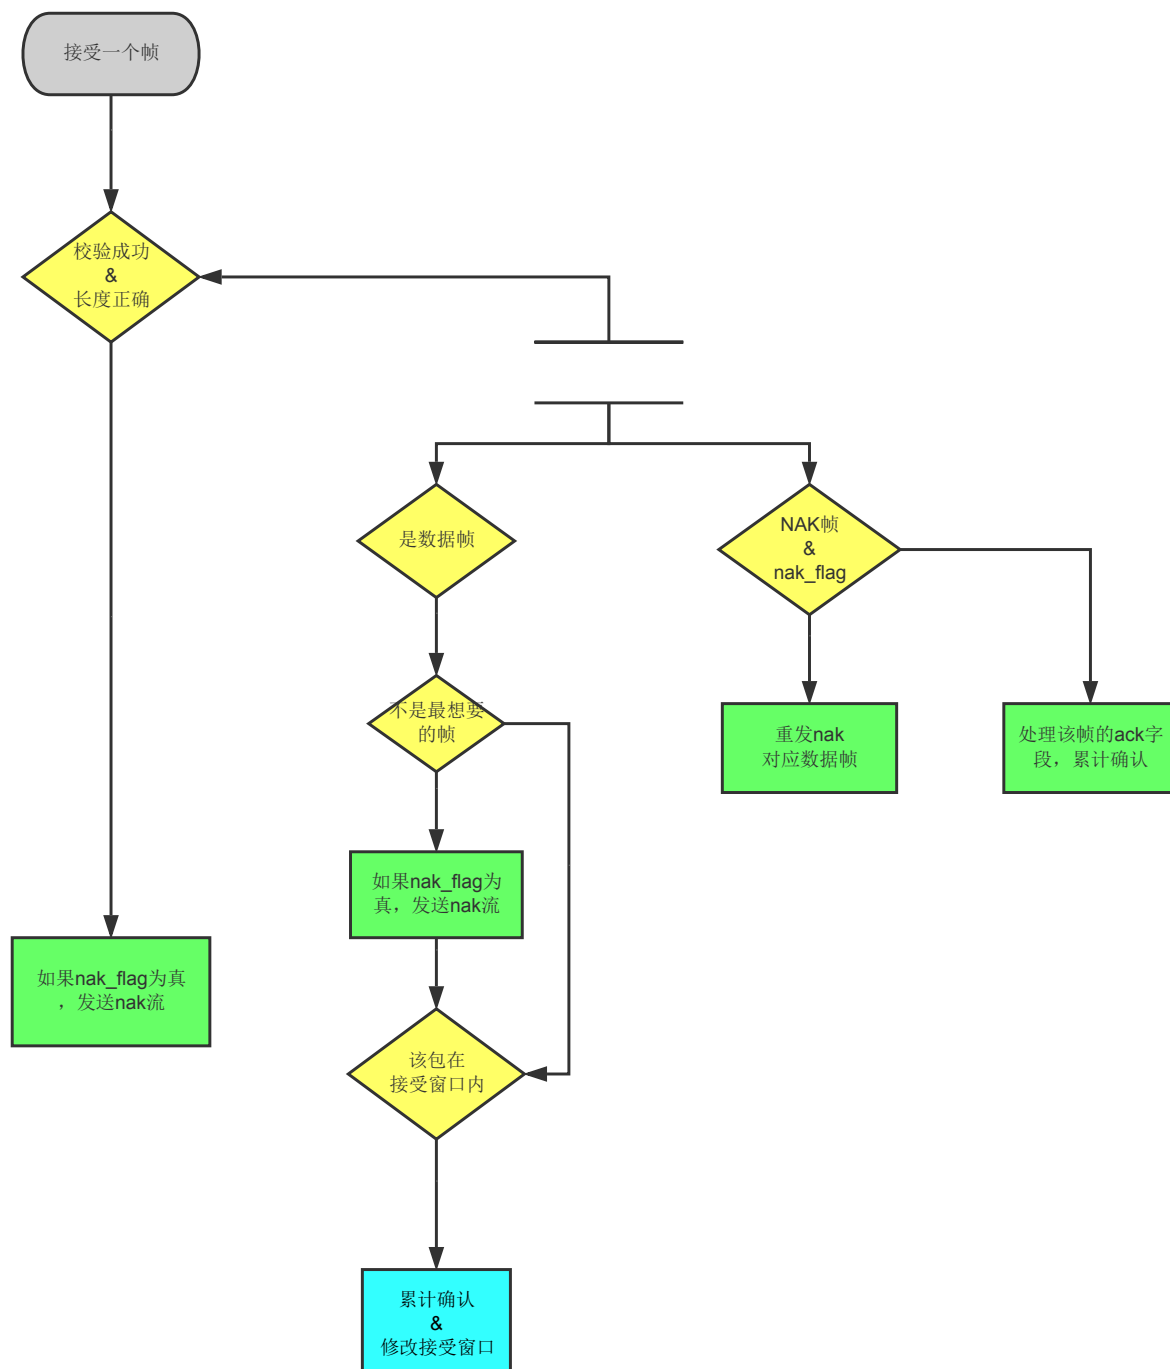 接受一个帧
校验成功
&
长度正确
是数据帧
NAK帧
&
nak_flag
不是最想要
的帧
重发nak
对应数据帧
处理该帧的ack字
段，累计确认
如果nak_flag为
真，发送nak流
如果nak_flag为真
，发送nak流
该包在
接受窗口内
累计确认
&
修改接受窗口